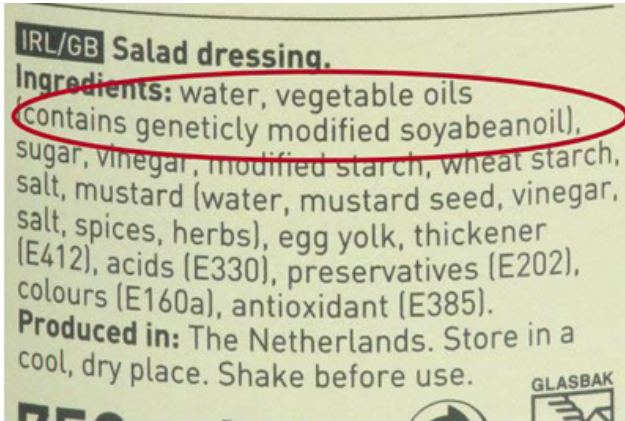 IRL/GB Salad dressing.
Ingredients: water, vegetable oils
(contains geneticly modified soyabeanoil),
sugar, vinegar, modified starch, wheat starch,
salt, mustard (water, mustard seed, vinegar,
salt, spices, herbs), egg yolk, thickener
(E412), acids (E330), preservatives (E202),
colours (E160a), antioxidant (E385).
Produced in: The Netherlands. Store in a
cool, dry place. Shake before use.
GLASBAK